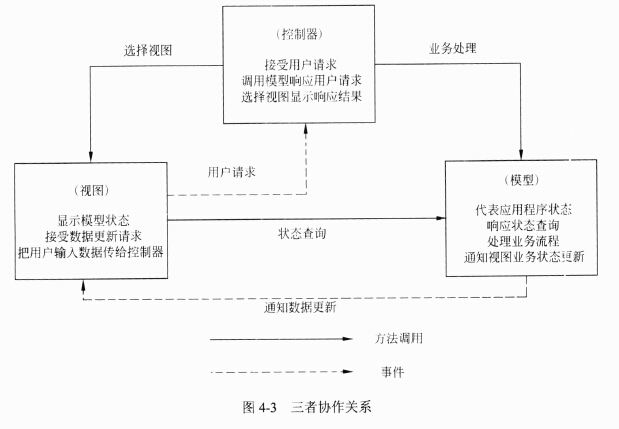 （控制器）
接受用户请求
调用模型响应用户请求
选择视图显示响应结果
选择视图
业务处理
用户请求
（视图）
显示模型状态
接受数据更新请求
把用户输入数据传给控制器
（模型）
代表应用程序状态
响应状态查询
处理业务流程
通知视图业务状态更新
状态查询
通知数据更新
方法调用
事件
图 4-3 三者协作关系